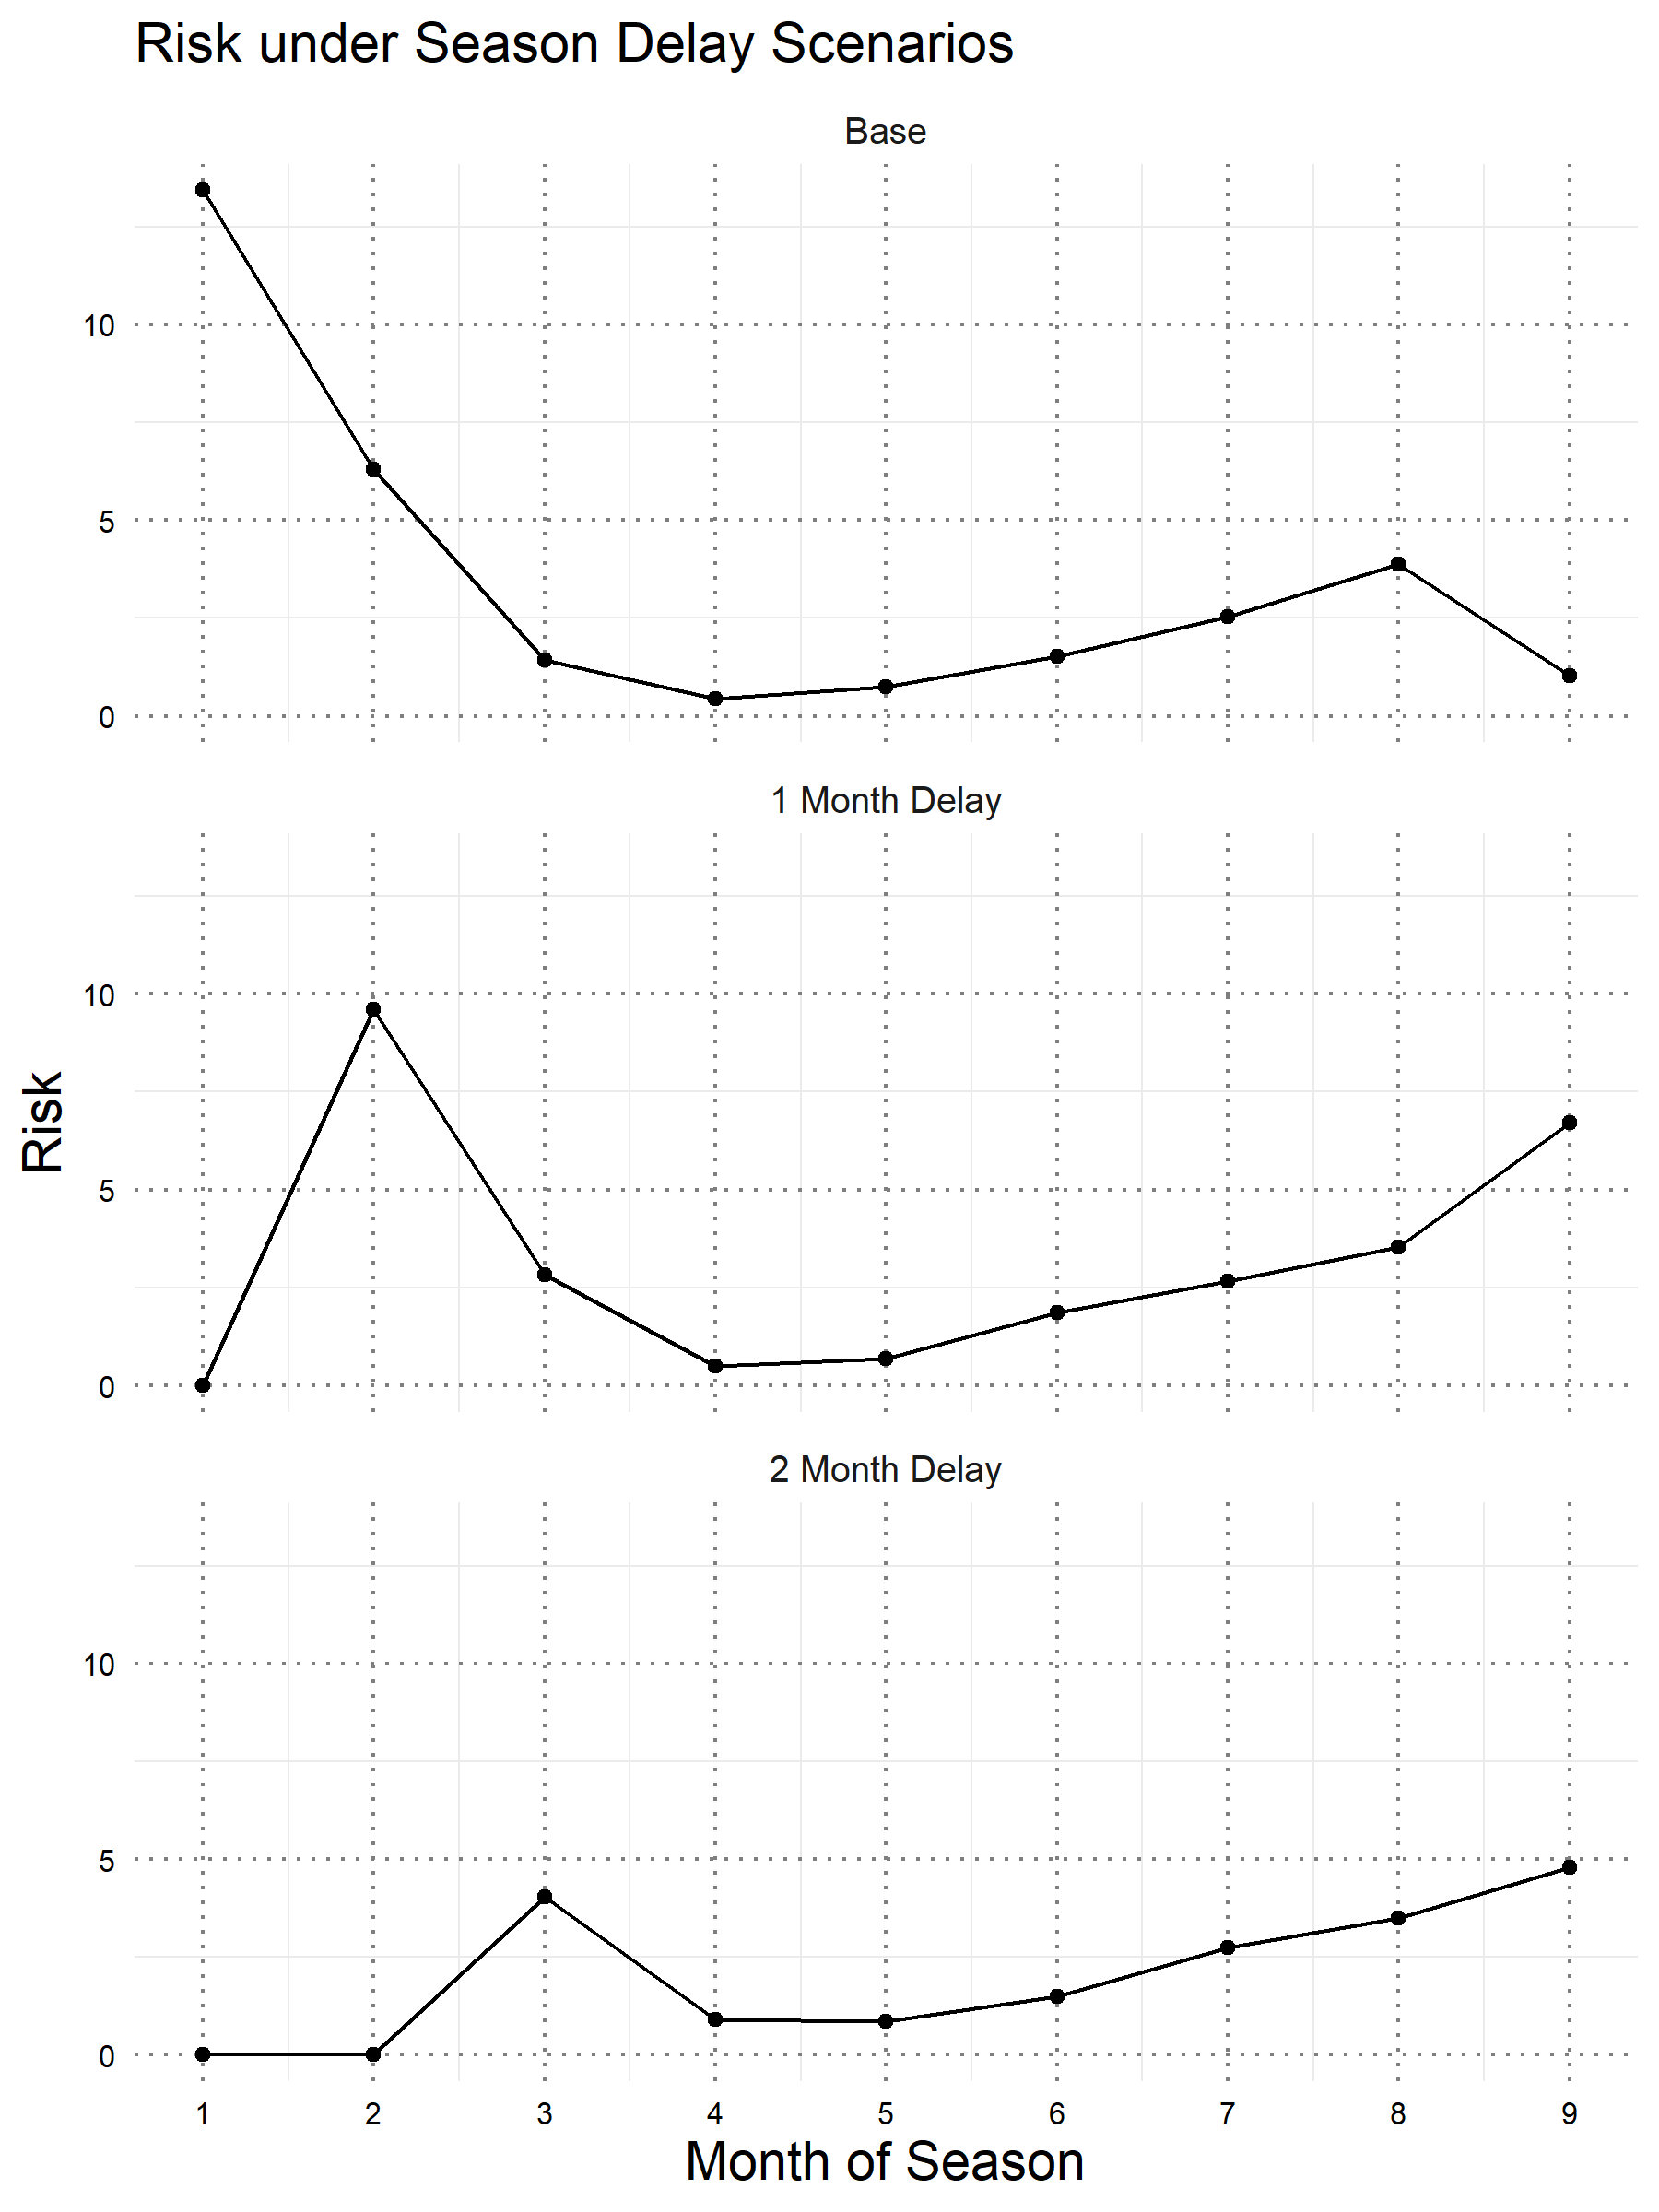 Risk under Season Delay Scenarios
Base
10
5
0
1 Month Delay
10
5
0
Risk
2 Month Delay
10
5
0
1 2 3 4 5 6 7 8 9
Month of Season